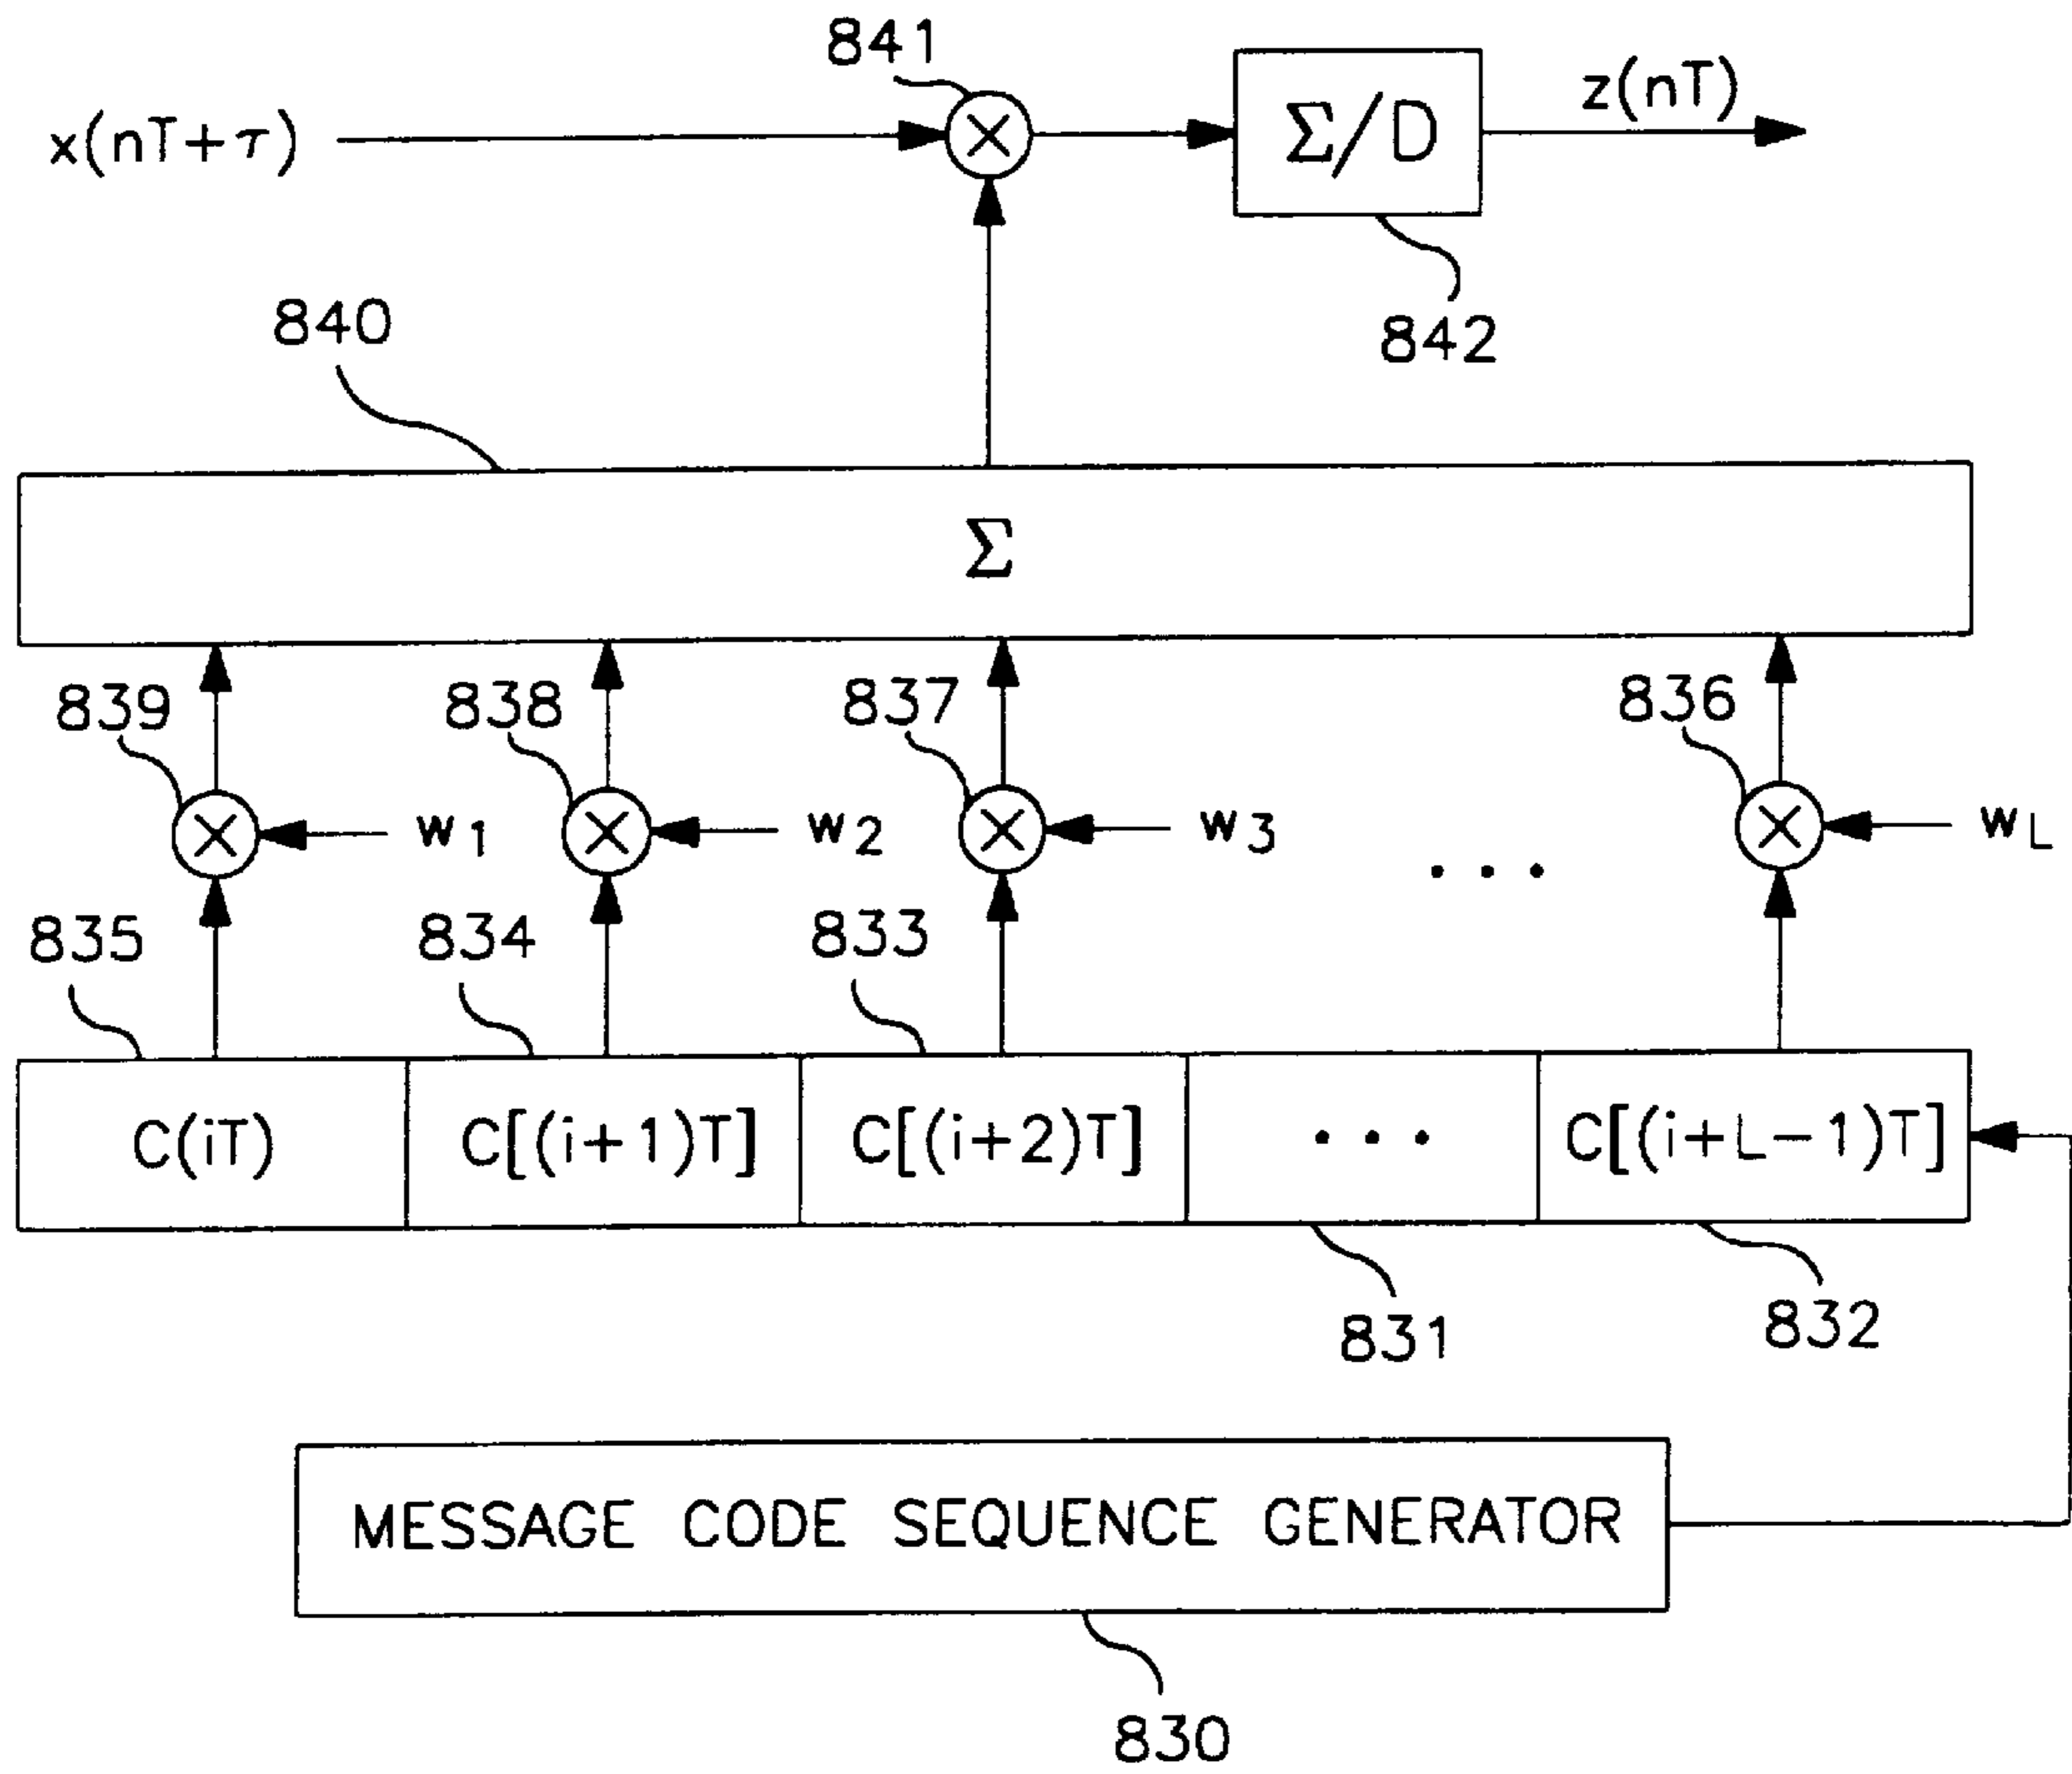 841
x(nT+τ)
Σ/D
z(nT)
842
840
Σ
839
838
837
836
w1
w2
w3
. . .
wL
835
834
833
C(iT)
C[(i+1)T]
C[(i+2)T]
. . .
C[(i+L-1)T]
831
832
MESSAGE CODE SEQUENCE GENERATOR
830